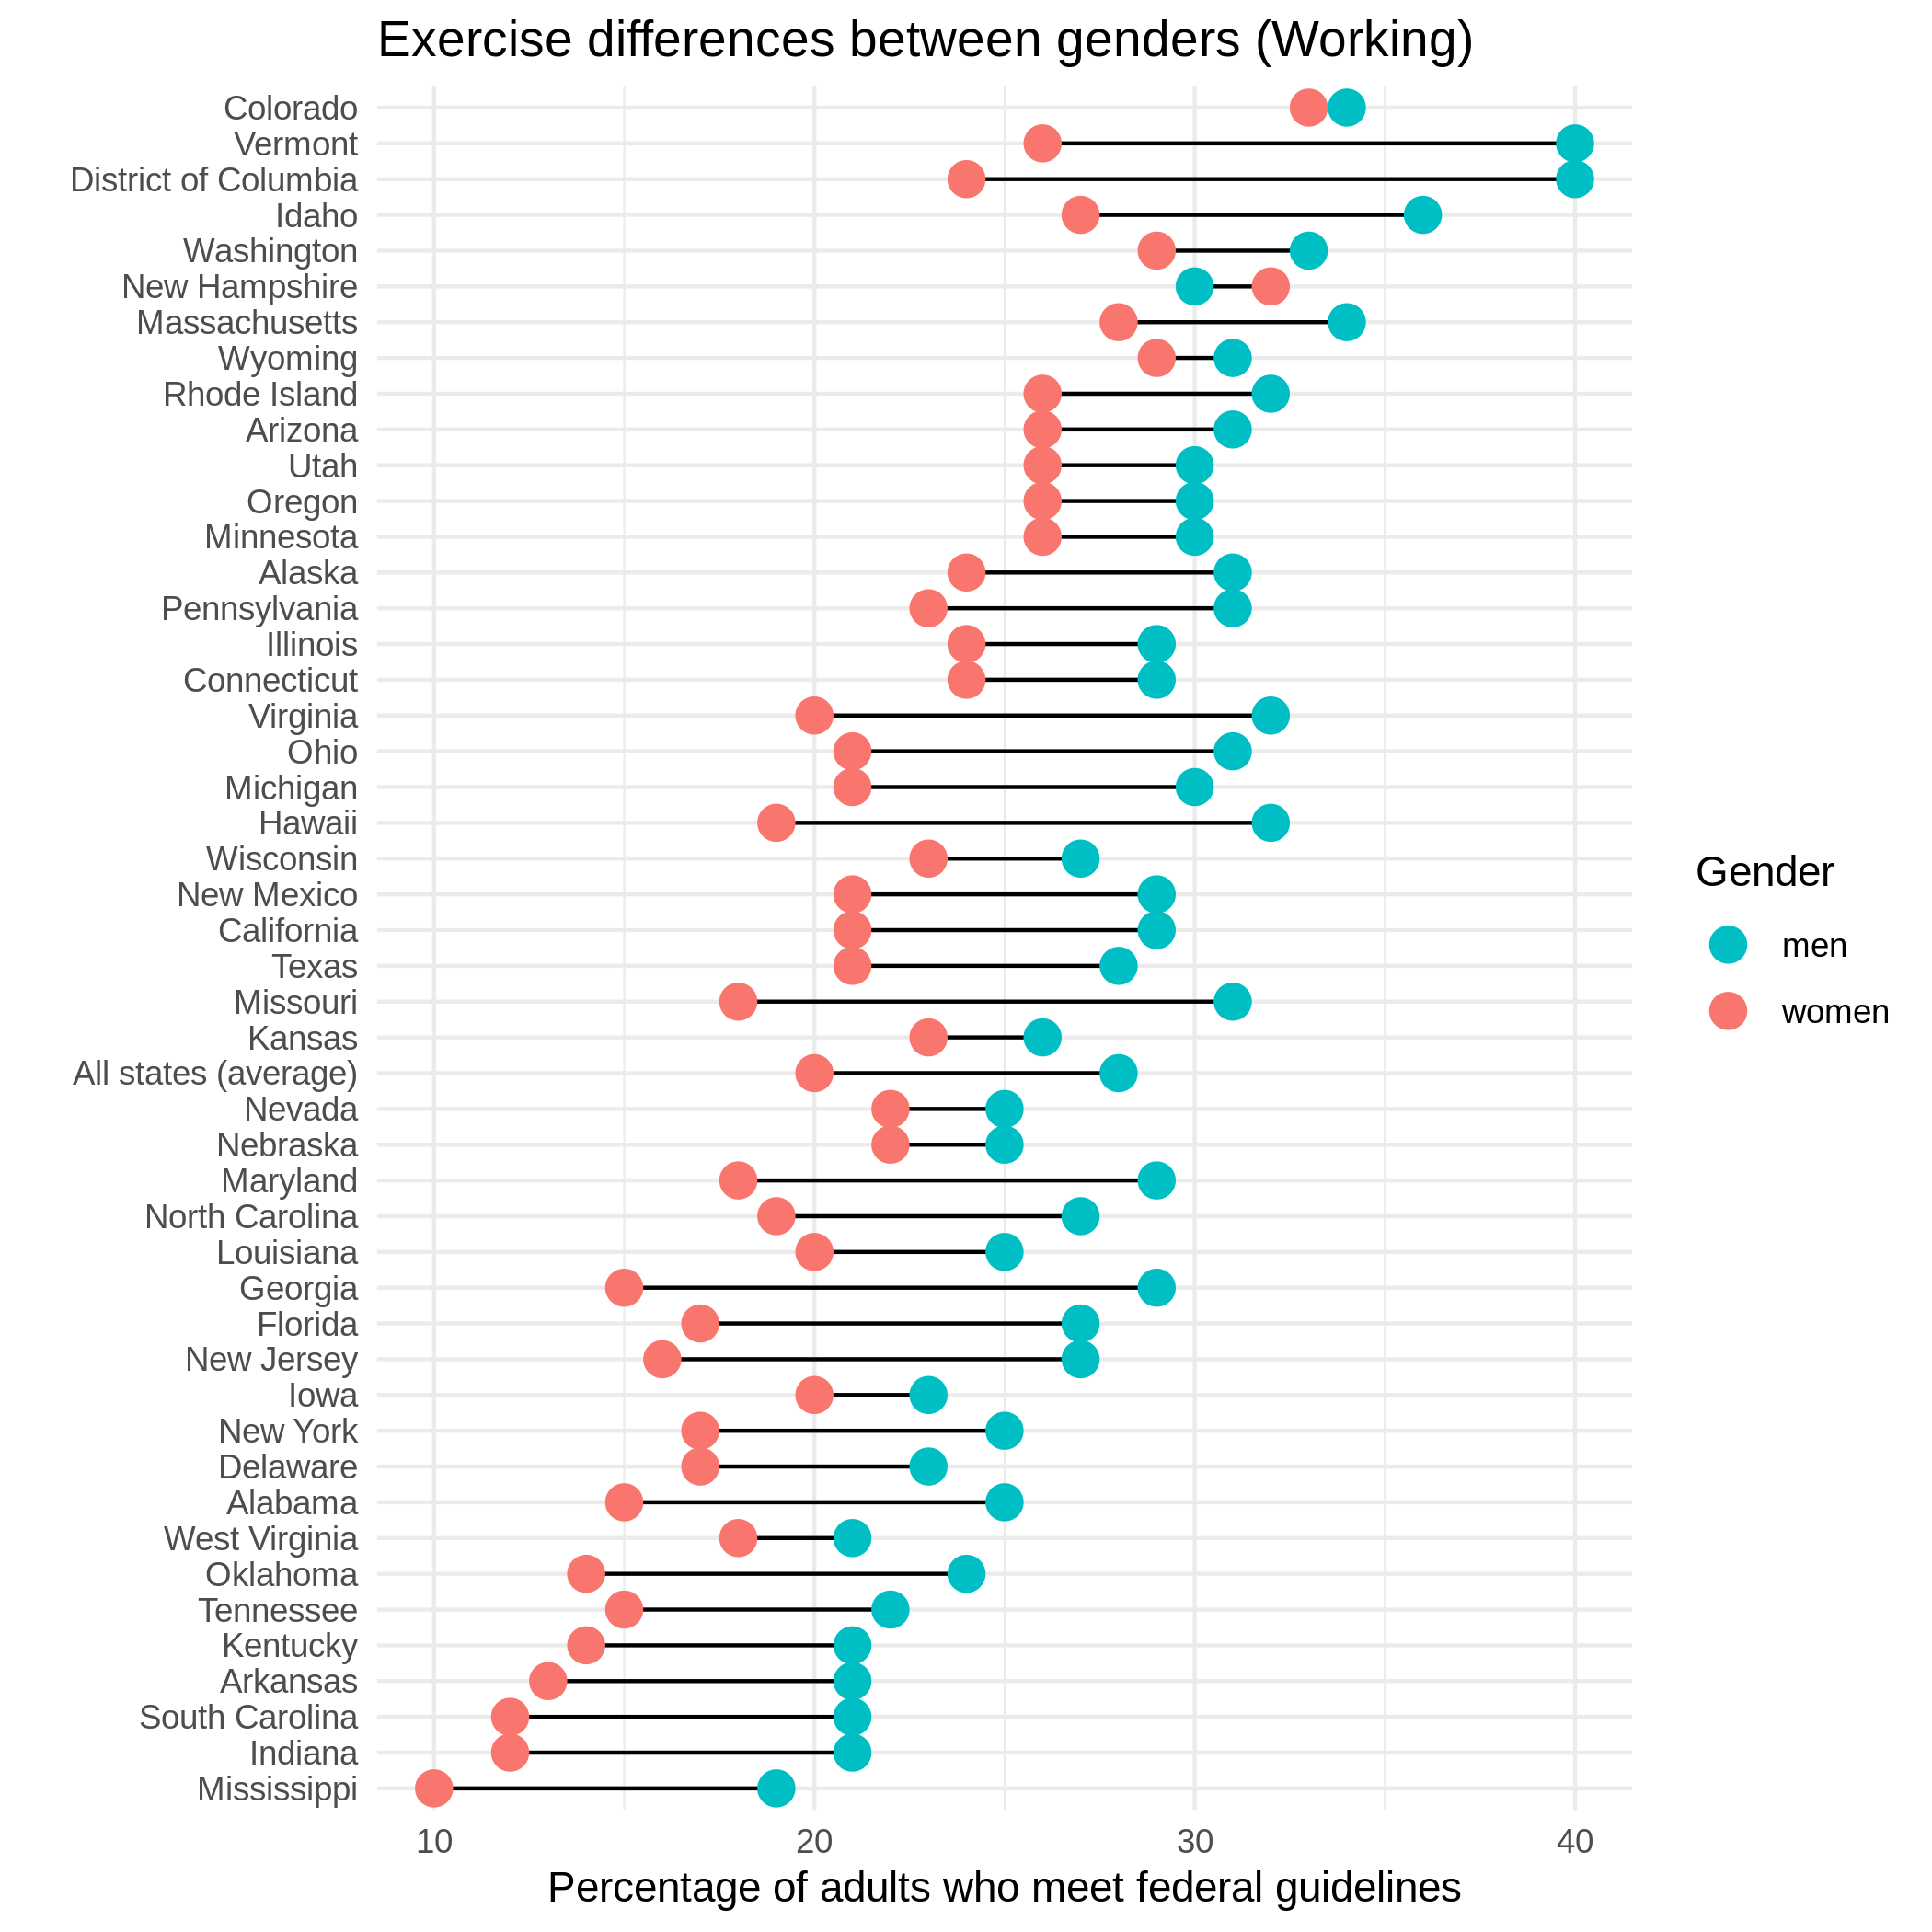 Exercise differences between genders (Working)
Colorado
Vermont
District of Columbia
Idaho
Washington
New Hampshire
Massachusetts
Wyoming
Rhode Island
Arizona
Utah
Oregon
Minnesota
Alaska
Pennsylvania
Illinois
Connecticut
Virginia
Ohio
Michigan
Hawaii
Wisconsin
New Mexico
California
Texas
Missouri
Kansas
All states (average)
Nevada
Nebraska
Maryland
North Carolina
Louisiana
Georgia
Florida
New Jersey
Iowa
New York
Delaware
Alabama
West Virginia
Oklahoma
Tennessee
Kentucky
Arkansas
South Carolina
Indiana
Mississippi
10 20 30 40
Percentage of adults who meet federal guidelines
Gender
men
women